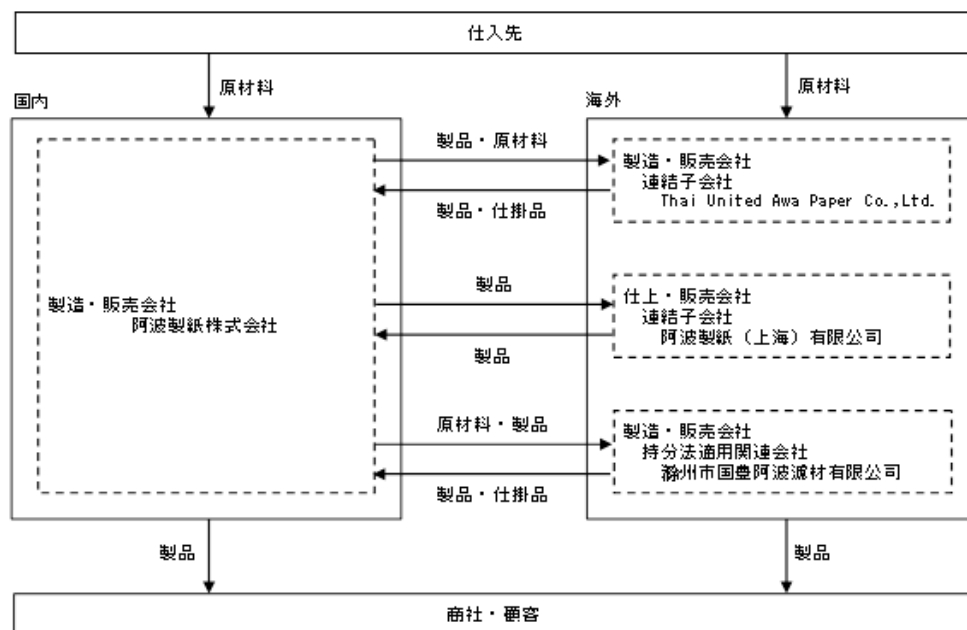 仕入先
原材料
原材料
国内
海外
製造・販売会社
阿波製紙株式会社
製品・原材料
製品・仕掛品
製品
製品
原材料・製品
製品・仕掛品
製造・販売会社
連結子会社
Thai United Awa Paper Co.,Ltd.
仕上・販売会社
連結子会社
阿波製紙（上海）有限公司
製造・販売会社
持分法適用関連会社
滁州市国豊阿波濾材有限公司
製品
製品
商社・顧客